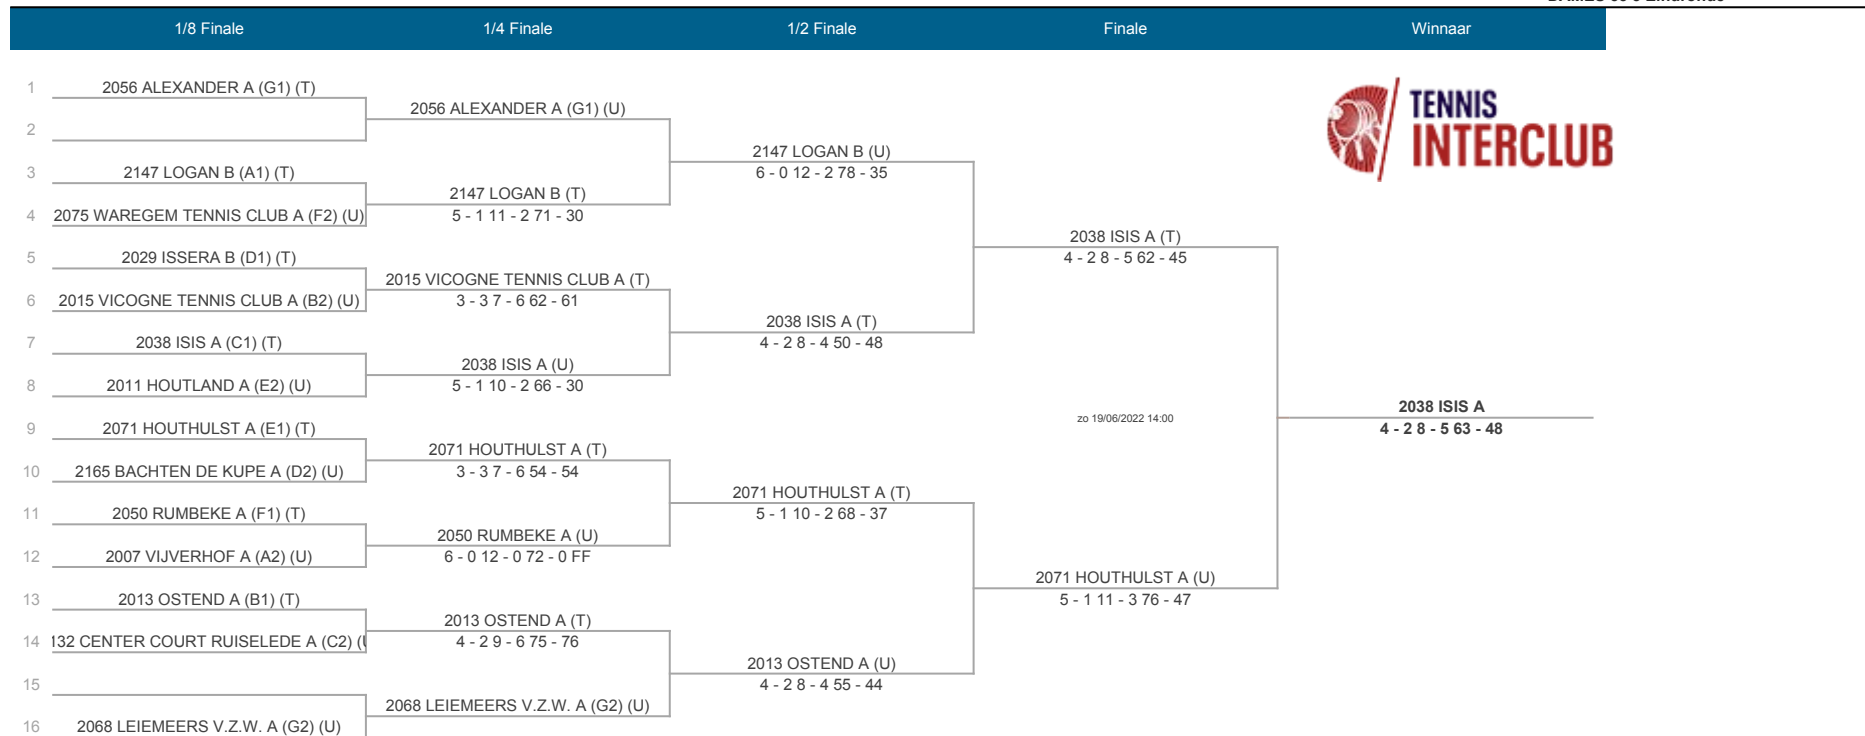 1/8 Finale 1/4 Finale 1/2 Finale Finale Winnaar
TENNIS
INTERCLUB
1 2056 ALEXANDER A (G1) (T)
2056 ALEXANDER A (G1) (U)
2
2147 LOGAN B (U)
6 - 0 12 - 2 78 - 35
3 2147 LOGAN B (A1) (T)
2147 LOGAN B (T)
5 - 1 11 - 2 71 - 30
4 2075 WAREGEM TENNIS CLUB A (F2) (U)
2038 ISIS A (T)
4 - 2 8 - 5 62 - 45
5 2029 ISSERA B (D1) (T)
2015 VICOGNE TENNIS CLUB A (T)
3 - 3 7 - 6 62 - 61
6 2015 VICOGNE TENNIS CLUB A (B2) (U)
2038 ISIS A (T)
4 - 2 8 - 4 50 - 48
7 2038 ISIS A (C1) (T)
2038 ISIS A (U)
5 - 1 10 - 2 66 - 30
8 2011 HOUTLAND A (E2) (U)
2038 ISIS A
4 - 2 8 - 5 63 - 48
zo 19/06/2022 14:00
9 2071 HOUTHULST A (E1) (T)
2071 HOUTHULST A (T)
3 - 3 7 - 6 54 - 54
10 2165 BACHTEN DE KUPE A (D2) (U)
2071 HOUTHULST A (T)
5 - 1 10 - 2 68 - 37
11 2050 RUMBEKE A (F1) (T)
2050 RUMBEKE A (U)
6 - 0 12 - 0 72 - 0 FF
12 2007 VIJVERHOF A (A2) (U)
2071 HOUTHULST A (U)
5 - 1 11 - 3 76 - 47
13 2013 OSTEND A (B1) (T)
2013 OSTEND A (T)
4 - 2 9 - 6 75 - 76
14 132 CENTER COURT RUISELEDE A (C2)
2013 OSTEND A (U)
4 - 2 8 - 4 55 - 44
15
2068 LEIEMEERS V.Z.W. A (G2) (U)
16 2068 LEIEMEERS V.Z.W. A (G2) (U)